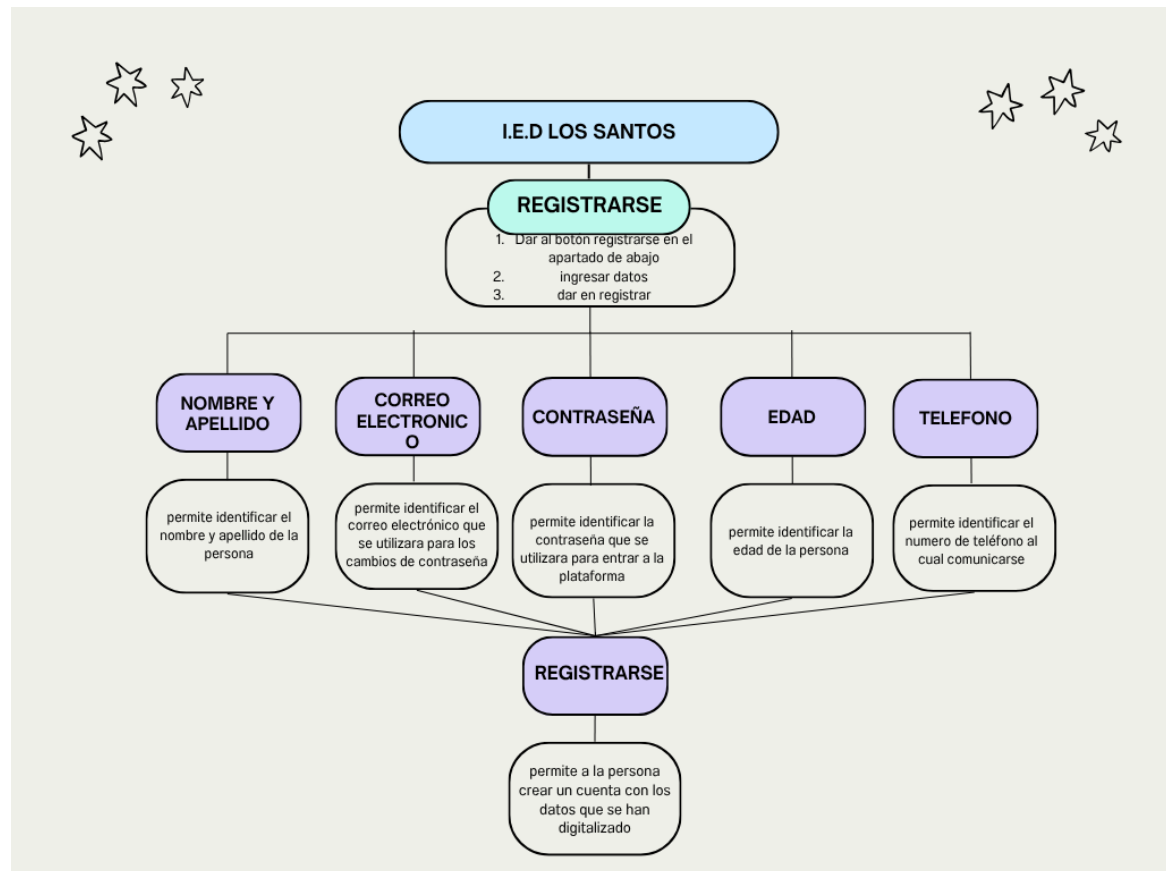 I.E.D LOS SANTOS
REGISTRARSE
1. Dar al botón registrarse en el
apartado de abajo
2. ingresar datos
3. dar en registrar
NOMBRE Y
APELLIDO
CORREO
ELECTRONIC
O
CONTRASEÑA
EDAD
TELEFONO
permite identificar el
nombre y apellido de la
persona
permite identificar el
correo electrónico que
se utilizara para los
cambios de contraseña
permite identificar la
contraseña que se
utilizara para entrar a la
plataforma
permite identificar la
edad de la persona
permite identificar el
numero de teléfono al
cual comunicarse
REGISTRARSE
permite a la persona
crear un cuenta con los
datos que se han
digitalizado